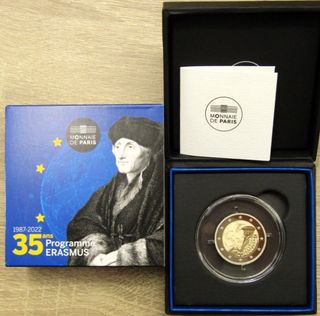 MONNAIE
DE PARIS
1987-2022
35 ans
Programme
ERASMUS
MONNAIE
DE PARIS